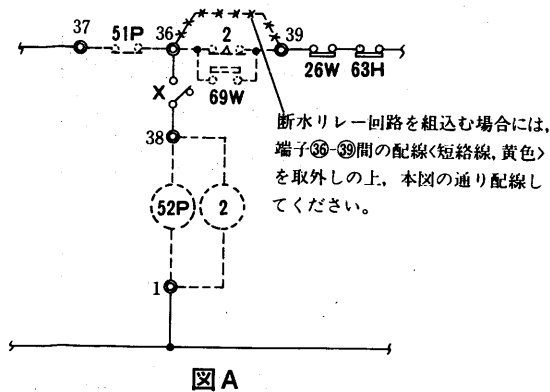 37
51P
36
2
39
X
69W
26W
63H
断水リレー回路を組込む場合には,
端子㊱-㊴間の配線<短絡線, 黄色>
を取外しの上, 本図の通り配線し
てください。
38
52P
2
1
図A